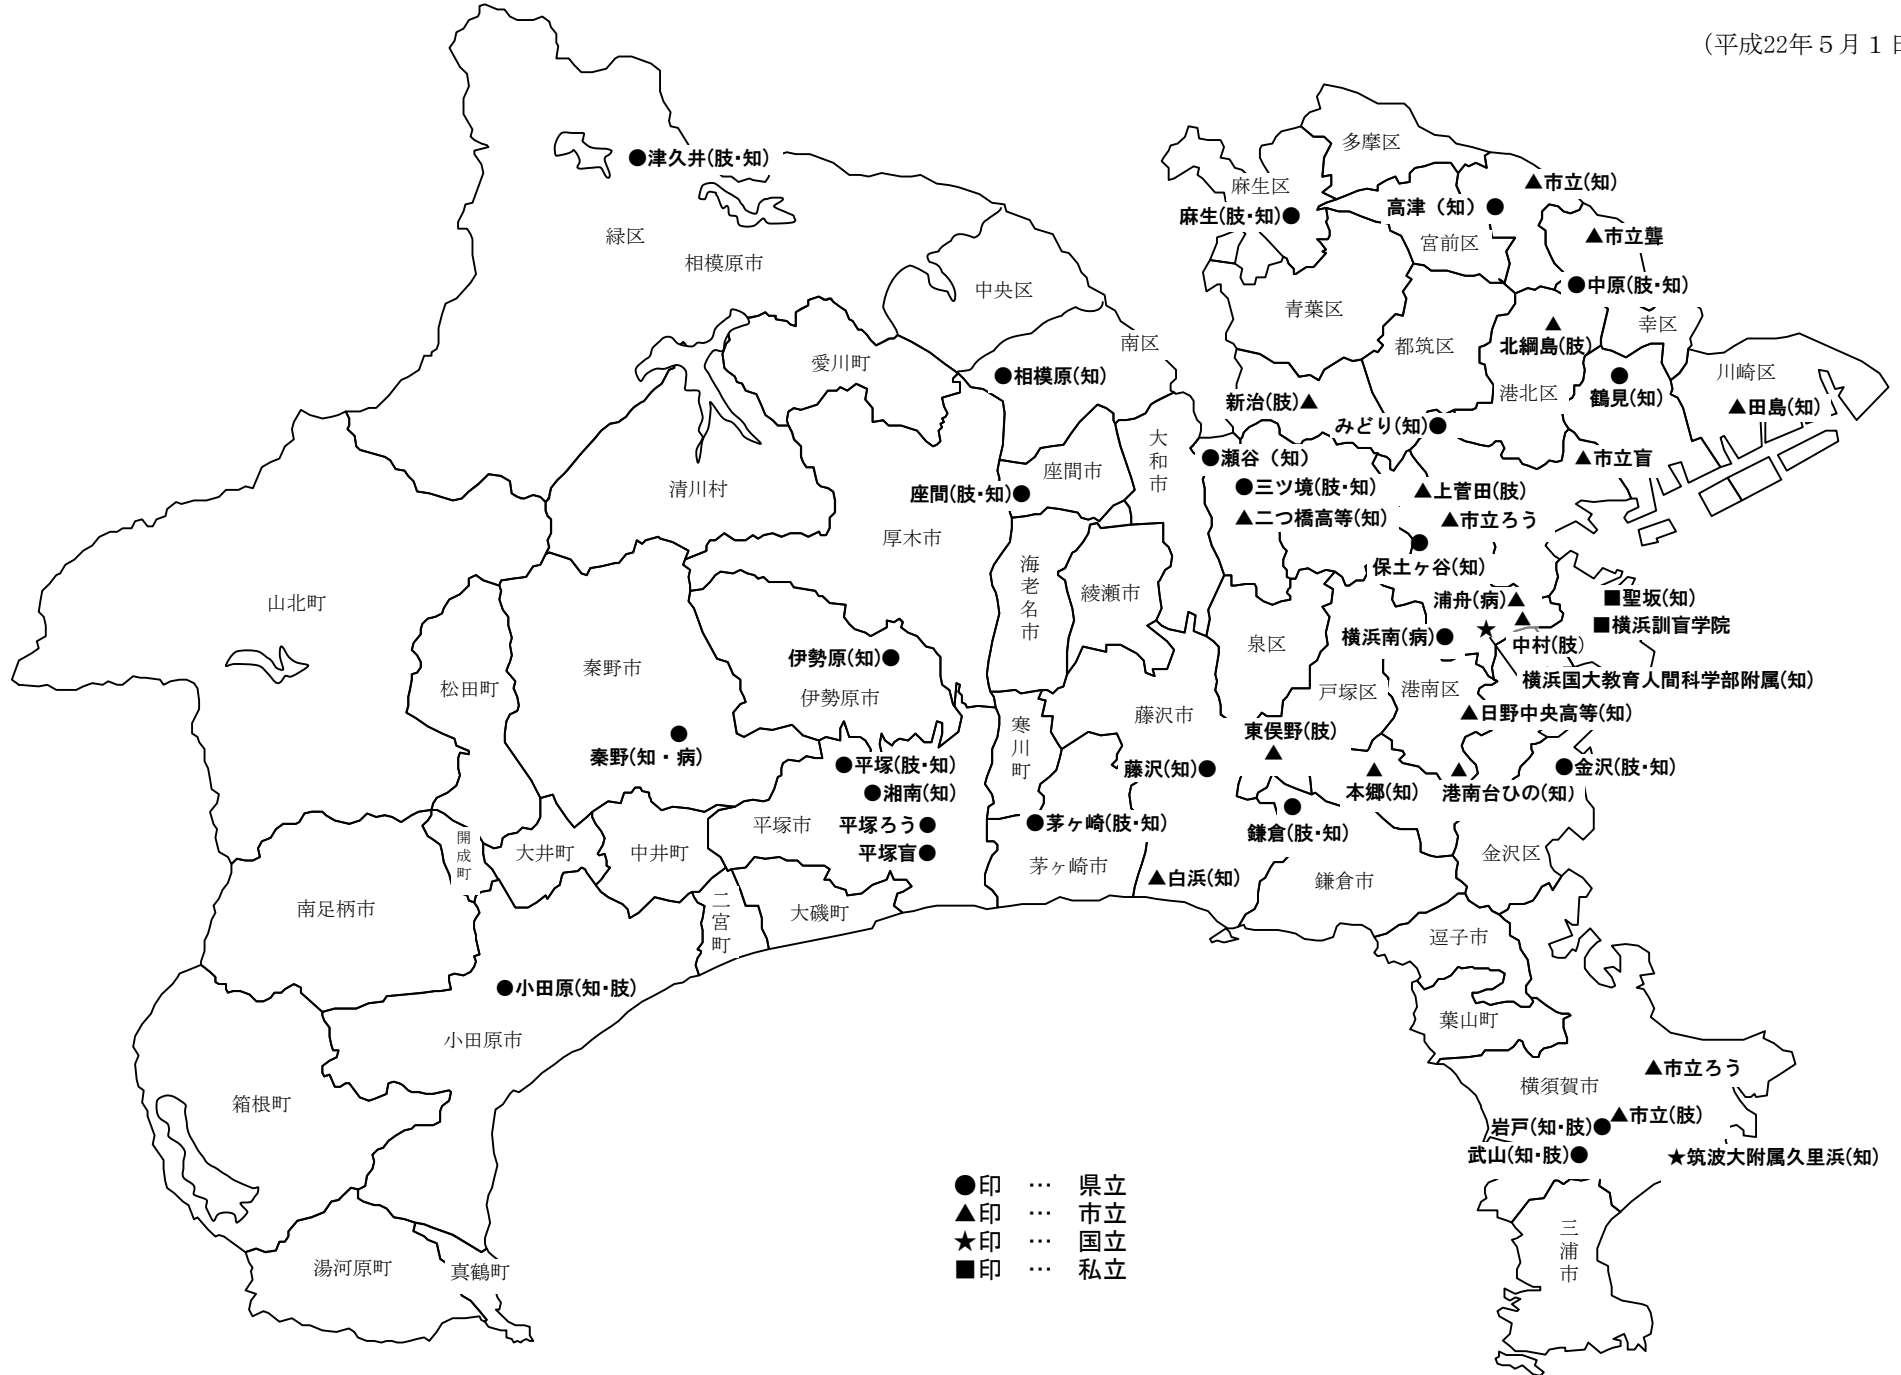 (平成22年５月１日
多摩区
●津久井(肢・知)
▲市立(知)
麻生区
高津（知）●
麻生(肢・知)●
緑区
▲市立聾
宮前区
相模原市
●中原(肢・知)
中央区
青葉区
幸区
▲
北綱島(肢)
南区
都筑区
愛川町
川崎区
●相模原(知)
●
鶴見(知)
港北区
新治(肢)▲
▲田島(知)
みどり(知)●
大和市
●瀬谷（知）
▲市立盲
座間市
●三ツ境(肢・知)
清川村
▲上菅田(肢)
座間(肢・知)●
▲二つ橋高等(知)
▲市立ろう
厚木市
●
保土ヶ谷(知)
海老名市
綾瀬市
山北町
浦舟(病)▲
■聖坂(知)
▲
中村(肢)
■横浜訓盲学院
横浜南(病)●
★
横浜国大教育人間科学部附属(知)
泉区
伊勢原(知)●
秦野市
松田町
伊勢原市
戸塚区
港南区
藤沢市
▲日野中央高等(知)
寒川町
東俣野(肢)
▲
●
秦野(知・病)
●平塚(肢・知)
藤沢(知)●
▲
本郷(知)
▲
港南台ひの(知)
●金沢(肢・知)
●湘南(知)
●
鎌倉(肢・知)
平塚市
平塚ろう●
●茅ヶ崎(肢・知)
開成町
大井町
中井町
平塚盲●
金沢区
茅ヶ崎市
▲白浜(知)
鎌倉市
南足柄市
二宮町
大磯町
逗子市
●小田原(知・肢)
葉山町
小田原市
▲市立ろう
横須賀市
箱根町
▲市立(肢)
岩戸(知・肢)●
武山(知・肢)●
★筑波大附属久里浜(知)
●印 … 県立
▲印 … 市立
★印 … 国立
■印 … 私立
三浦市
湯河原町
真鶴町